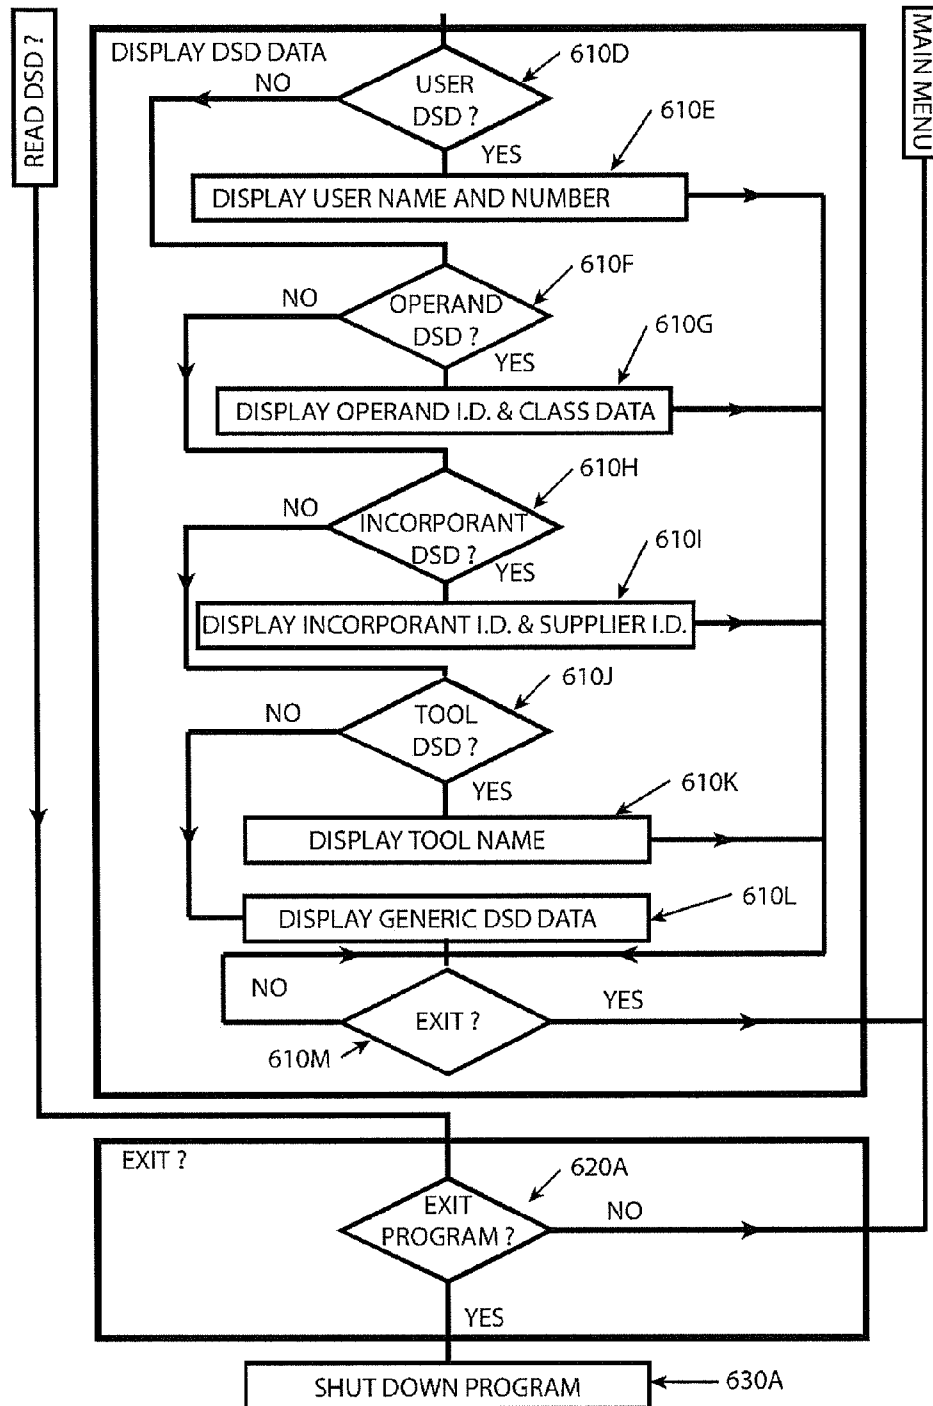 READ DSD ?
MAIN MENU
DISPLAY DSD DATA
610D
NO
USER
DSD ?
610E
YES
DISPLAY USER NAME AND NUMBER
610F
NO
OPERAND
DSD ?
610G
YES
DISPLAY OPERAND I.D. & CLASS DATA
610H
NO
INCORPORANT
DSD ?
610I
YES
DISPLAY INCORPORANT I.D. & SUPPLIER I.D.
610J
NO
TOOL
DSD ?
610K
YES
DISPLAY TOOL NAME
610L
DISPLAY GENERIC DSD DATA
NO
YES
EXIT ?
610M
EXIT ?
620A
EXIT
PROGRAM ?
NO
YES
SHUT DOWN PROGRAM
630A